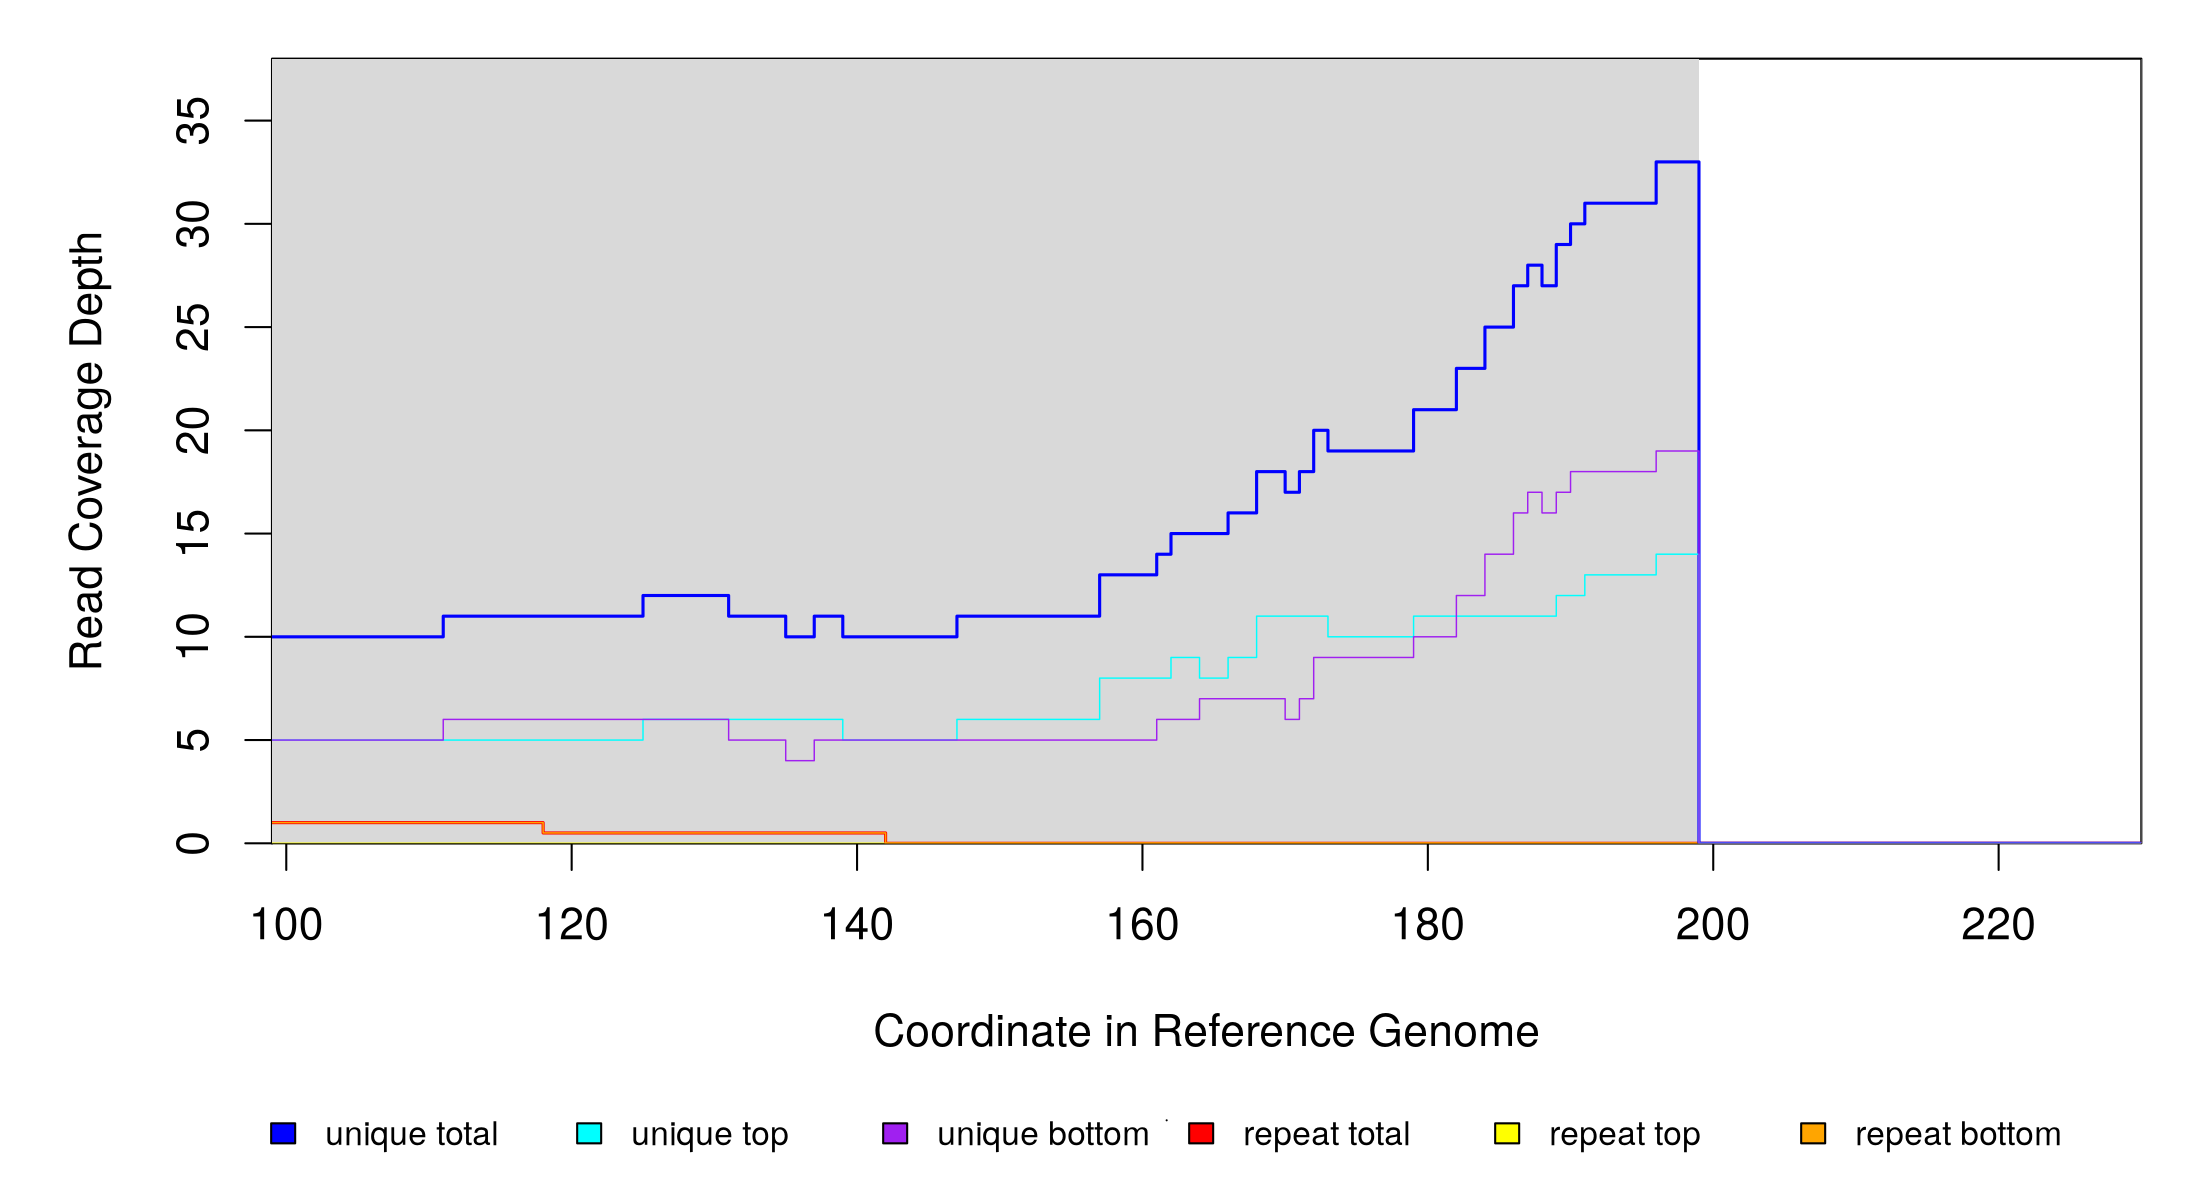 Read Coverage Depth
35
30
25
20
15
10
5
0
100 120 140 160 180 200 220
Coordinate in Reference Genome
unique total unique top unique bottom repeat total repeat top repeat bottom